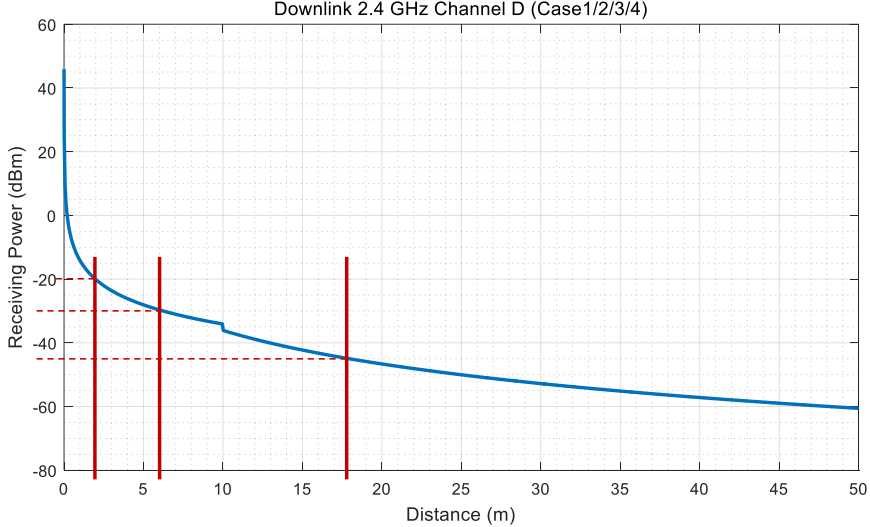 Downlink 2.4 GHz Channel D (Case1/2/3/4)
Receiving Power (dBm)
60
40
20
0
-20
-40
-60
-80
0 5 10 15 20 25 30 35 40 45 50
Distance (m)